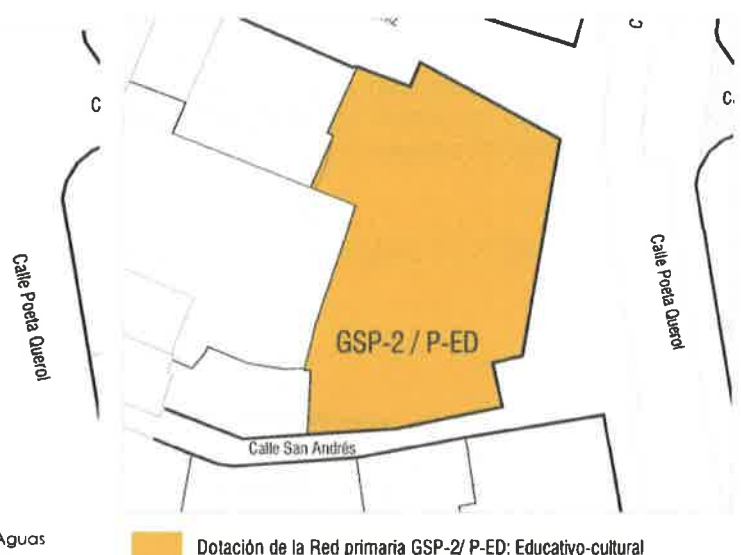 C
C.
Calle Poeta Querol
Calle Poeta Querol
GSP-2 / P-ED
Calle San Andrés
Aguas
Dotación de la Red primaria GSP-2/ P-ED: Educativo-cultural